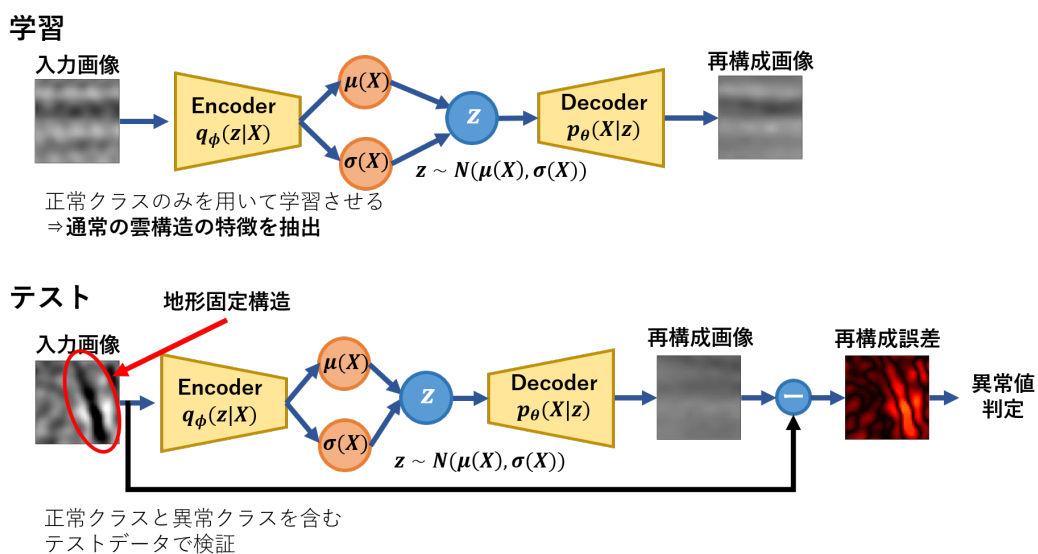 学習
入力画像
再構成画像
μ(X)
Encoder
q_ϕ(z|X)
z
Decoder
p_θ(X|z)
σ(X)
z ~ N(μ(X), σ(X))
正常クラスのみを用いて学習させる
⇒通常の雲構造の特徴を抽出
テスト
地形固定構造
入力画像
再構成画像
再構成誤差
μ(X)
Encoder
q_ϕ(z|X)
z
Decoder
p_θ(X|z)
−
異常値
判定
σ(X)
z ~ N(μ(X), σ(X))
正常クラスと異常クラスを含む
テストデータで検証